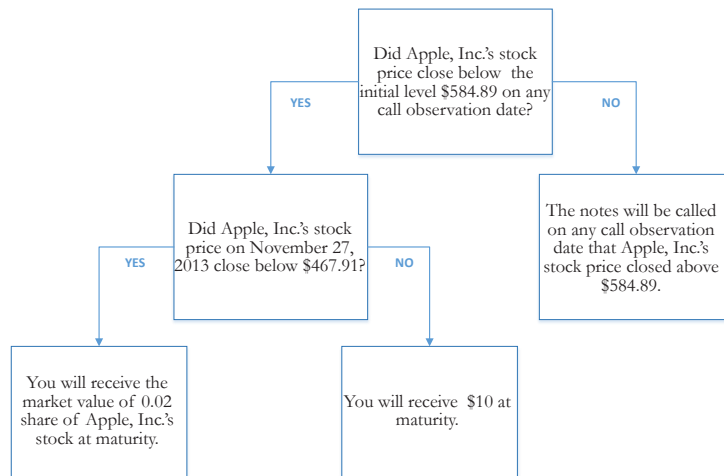 Did Apple, Inc.'s stock
price close below the
initial level $584.89 on any
call observation date?
YES
NO
Did Apple, Inc.'s stock
price on November 27,
2013 close below $467.91?
The notes will be called
on any call observation
date that Apple, Inc.'s
stock price closed above
$584.89.
YES
NO
You will receive the
market value of 0.02
share of Apple, Inc.'s
stock at maturity.
You will receive $10 at
maturity.